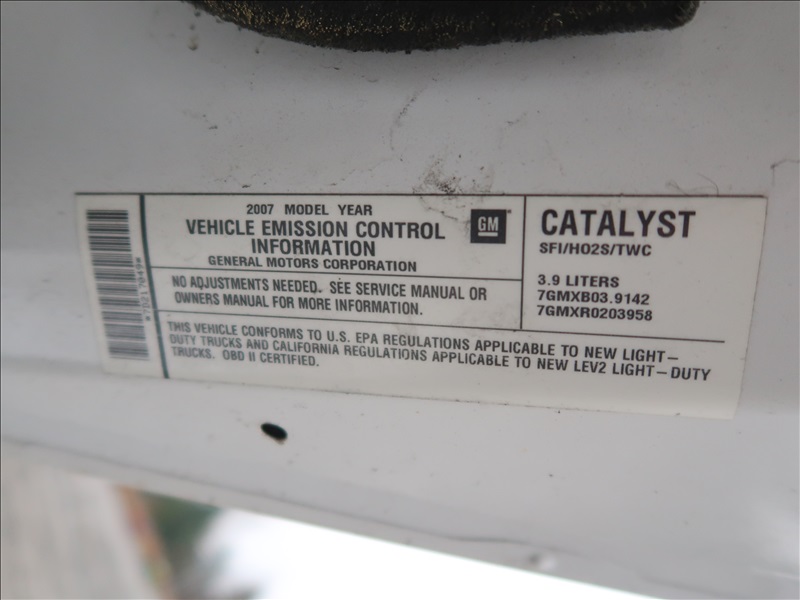 2007 MODEL YEAR
VEHICLE EMISSION CONTROL
INFORMATION
GENERAL MOTORS CORPORATION
GM
NO ADJUSTMENTS NEEDED. SEE SERVICE MANUAL OR
OWNERS MANUAL FOR MORE INFORMATION.
CATALYST
SFI/HO2S/TWC
3.9 LITERS
7GMXB03.9142
7GMXR0203958
THIS VEHICLE CONFORMS TO U.S. EPA REGULATIONS APPLICABLE TO NEW LIGHT-
DUTY TRUCKS AND CALIFORNIA REGULATIONS APPLICABLE TO NEW LEV2 LIGHT-DUTY
TRUCKS. OBD II CERTIFIED.